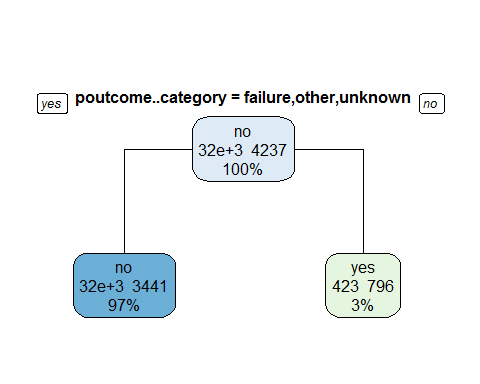 yes poutcome..category = failure,other,unknown no
no
32e+3 4237
100%
no
32e+3 3441
97%
yes
423 796
3%